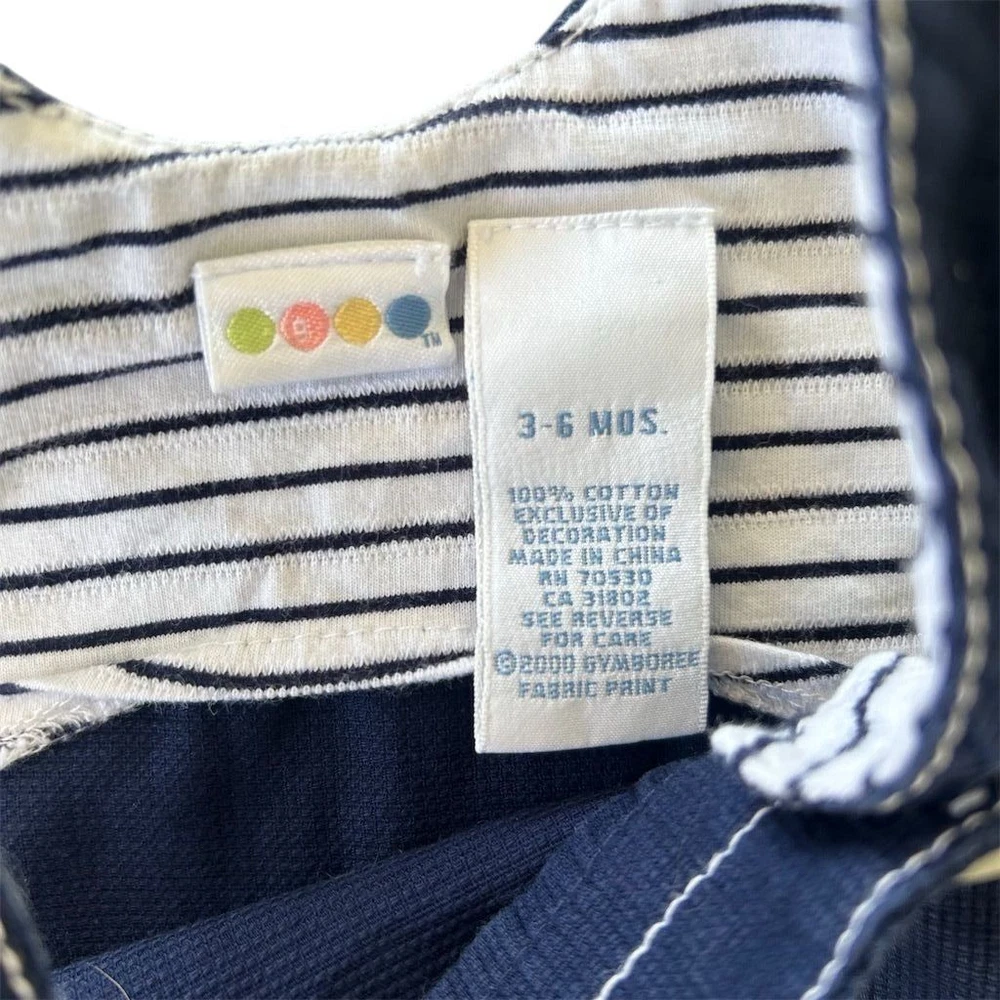 TM
3-6 MOS.
100% COTTON
EXCLUSIVE OF
DECORATION
MADE IN CHINA
RN 70530
CA 31802
SEE REVERSE
FOR CARE
©2000 GYMBOREE
FABRIC PRINT